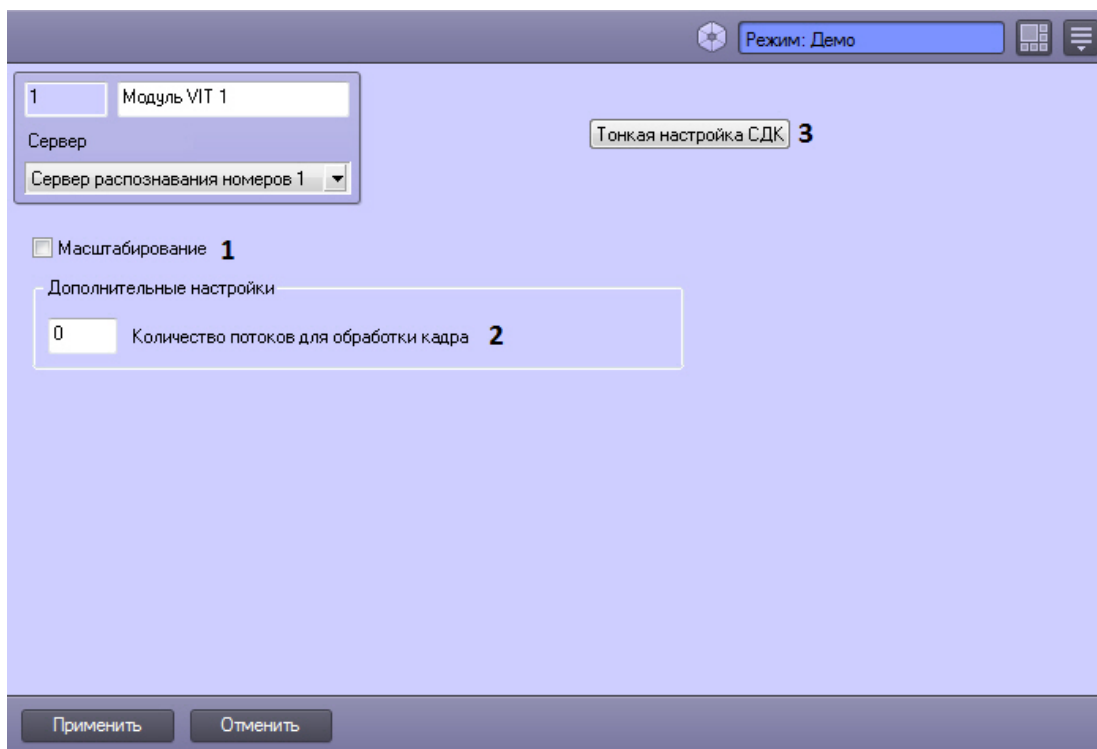 Режим: Демо
1 Модуль VIT 1
Сервер
Сервер распознавания номеров 1
Тонкая настройка СДК 3
Масштабирование 1
Дополнительные настройки
0 Количество потоков для обработки кадра 2
Применить Отменить